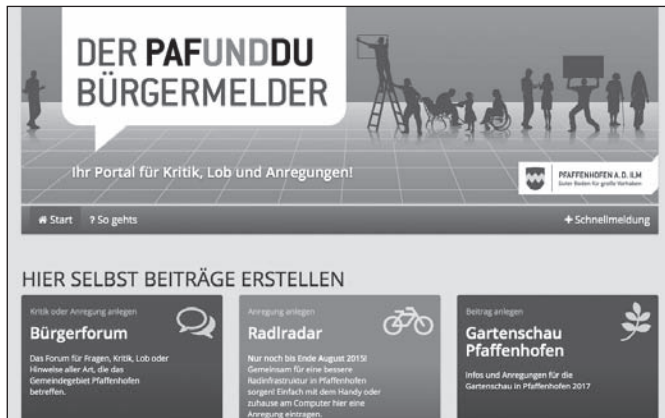 DER PAFUNDDU
BÜRGERMELDER
Ihr Portal für Kritik, Lob und Anregungen!
PFAFFENHOFEN A. D. ILM
Guter Boden für große Vorhaben
Start ? So gehts + Schnellmeldung
HIER SELBST BEITRÄGE ERSTELLEN
Kritik oder Anregung anlegen
Bürgerforum
Das Forum für Fragen, Kritik, Lob oder
Hinweise aller Art, die das
Gemeindegebiet Pfaffenhofen
betreffen.
Anregung anlegen
Radlradar
Nur noch bis Ende August 2015!
Gemeinsam für eine bessere
Radinfrastruktur in Pfaffenhofen
sorgen! Einfach mit dem Handy oder
zuhause am Computer hier eine
Anregung eintragen.
Beitrag anlegen
Gartenschau
Pfaffenhofen
Infos und Anregungen für die
Gartenschau in Pfaffenhofen 2017